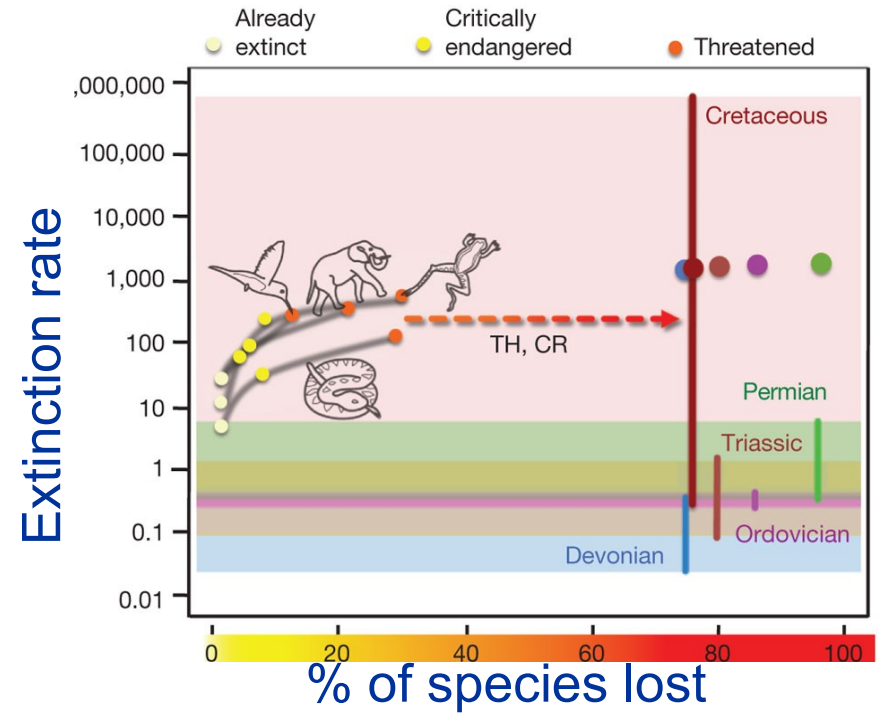 Already extinct
Critically endangered
Threatened
,000,000
100,000
10,000
1,000
100
10
1
0.1
0.01
Extinction rate
Cretaceous
TH, CR
Permian
Triassic
Ordovician
Devonian
0 20 40 60 80 100
% of species lost